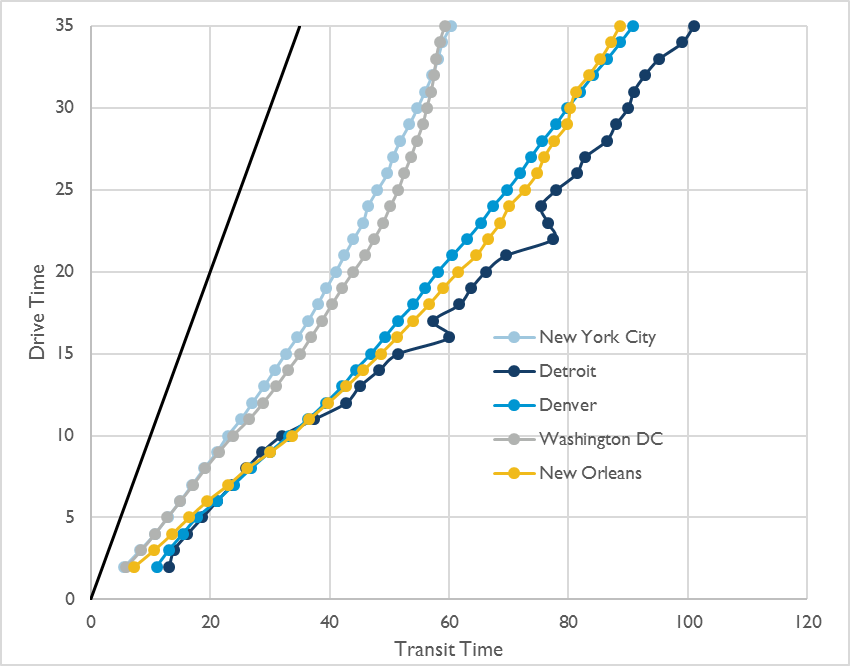 35
30
25
20
15
10
5
0
Drive Time
New York City
Detroit
Denver
Washington DC
New Orleans
0 20 40 60 80 100 120
Transit Time